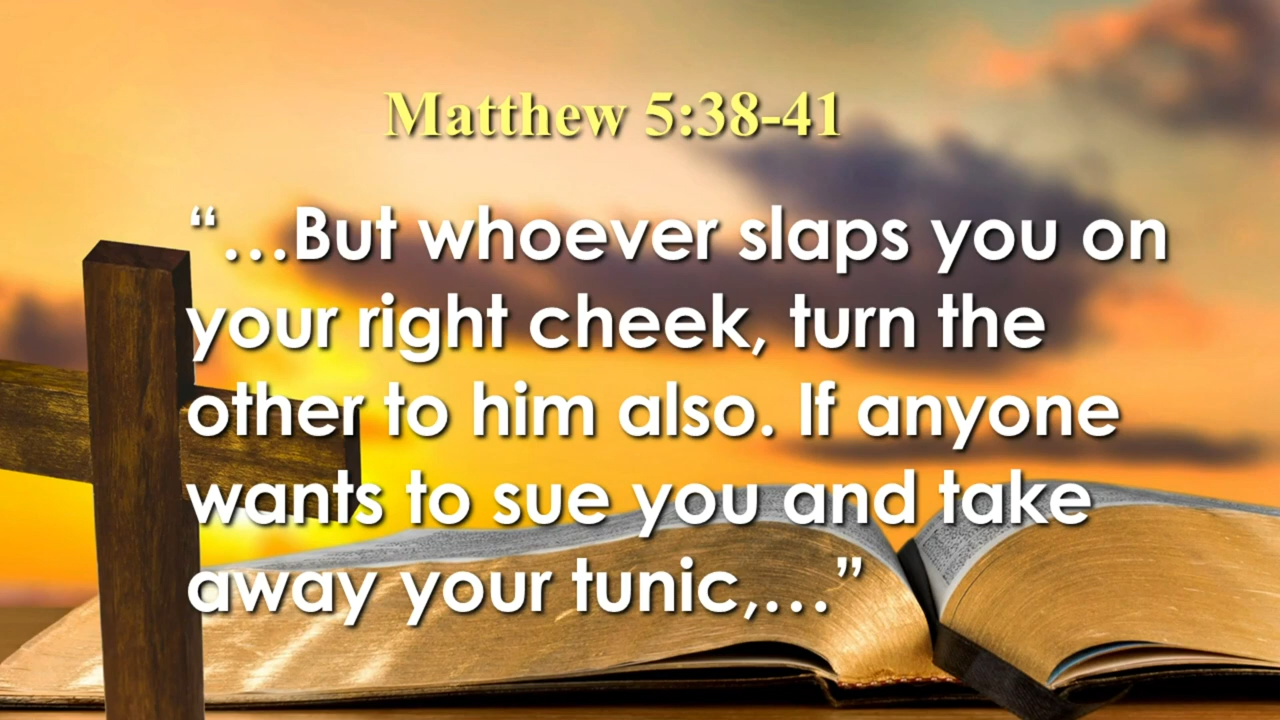 Matthew 5:38-41
“…But whoever slaps you on
your right cheek, turn the
other to him also. If anyone
wants to sue you and take
away your tunic,…”